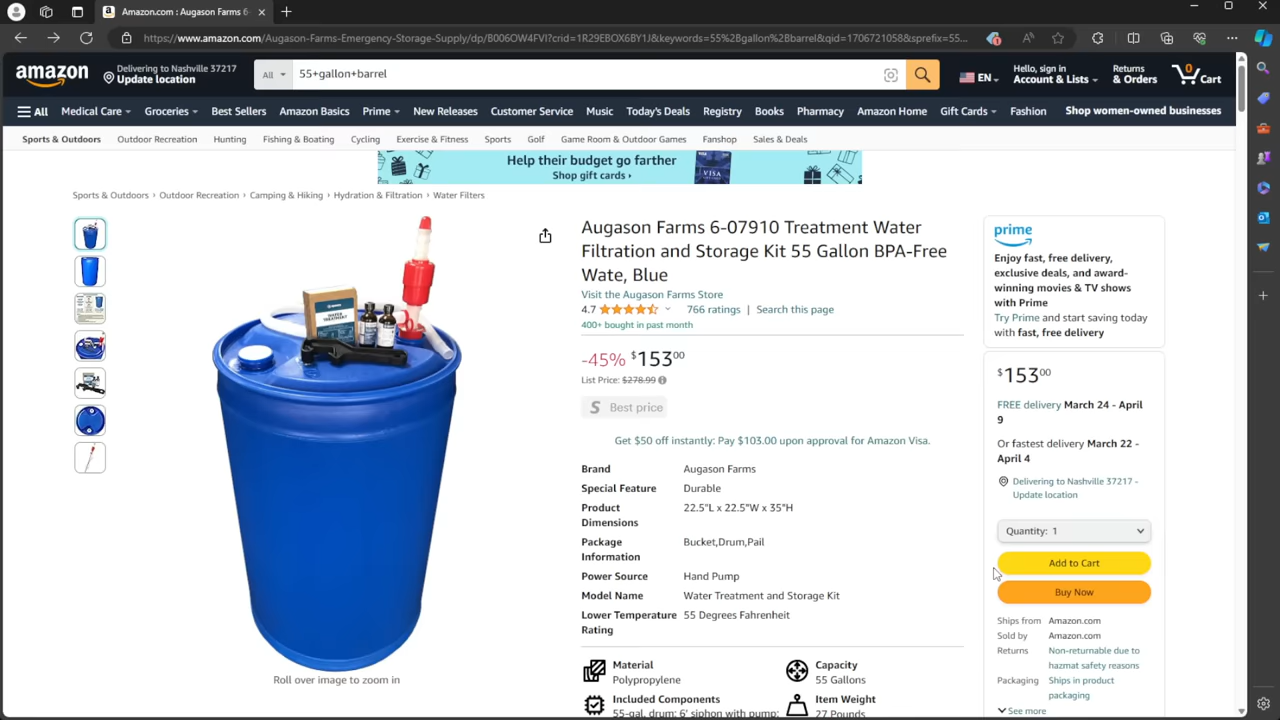 Amazon.com: Augason Farms 6-
https://www.amazon.com/Augason-Farms-Emergency-Storage-Supply/dp/B006OW4FVI?crid=1R29EBOX6BY1J&keywords=55%2Bgallon%2Bbarrel&qid=1706721058&sprefix=55...
amazon
Delivering to Nashville 37217
Update location
All
55+gallon+barrel
EN
Hello, sign in
Account & Lists
Returns
& Orders
0
Cart
All
Medical Care
Groceries
Best Sellers
Amazon Basics
Prime
New Releases
Customer Service
Music
Today's Deals
Registry
Books
Pharmacy
Amazon Home
Gift Cards
Fashion
Shop women-owned businesses
Sports & Outdoors
Outdoor Recreation
Hunting
Fishing & Boating
Cycling
Exercise & Fitness
Sports
Golf
Game Room & Outdoor Games
Fanshop
Sales & Deals
Help their budget go farther
Shop gift cards ›
VISA
Sports & Outdoors › Outdoor Recreation › Camping & Hiking › Hydration & Filtration › Water Filters
WATER TREATMENT
Roll over image to zoom in
Augason Farms 6-07910 Treatment Water
Filtration and Storage Kit 55 Gallon BPA-Free
Wate, Blue
Visit the Augason Farms Store
4.7
766 ratings | Search this page
400+ bought in past month
-45% $153 00
List Price: $278.99
S Best price
Get $50 off instantly: Pay $103.00 upon approval for Amazon Visa.
Brand Augason Farms
Special Feature Durable
Product 22.5"L x 22.5"W x 35"H
Dimensions
Package Bucket,Drum,Pail
Information
Power Source Hand Pump
Model Name Water Treatment and Storage Kit
Lower Temperature 55 Degrees Fahrenheit
Rating
Material
Polypropylene
Capacity
55 Gallons
Included Components
55-gal. drum; 6' siphon with pump;
Item Weight
27 Pounds
prime
Enjoy fast, free delivery,
exclusive deals, and award-
winning movies & TV shows
with Prime
Try Prime and start saving today
with fast, free delivery
$153 00
FREE delivery March 24 - April
9
Or fastest delivery March 22 -
April 4
Delivering to Nashville 37217 -
Update location
Quantity: 1
Add to Cart
Buy Now
Ships from Amazon.com
Sold by Amazon.com
Returns Non-returnable due to
hazmat safety reasons
Packaging Ships in product
packaging
See more